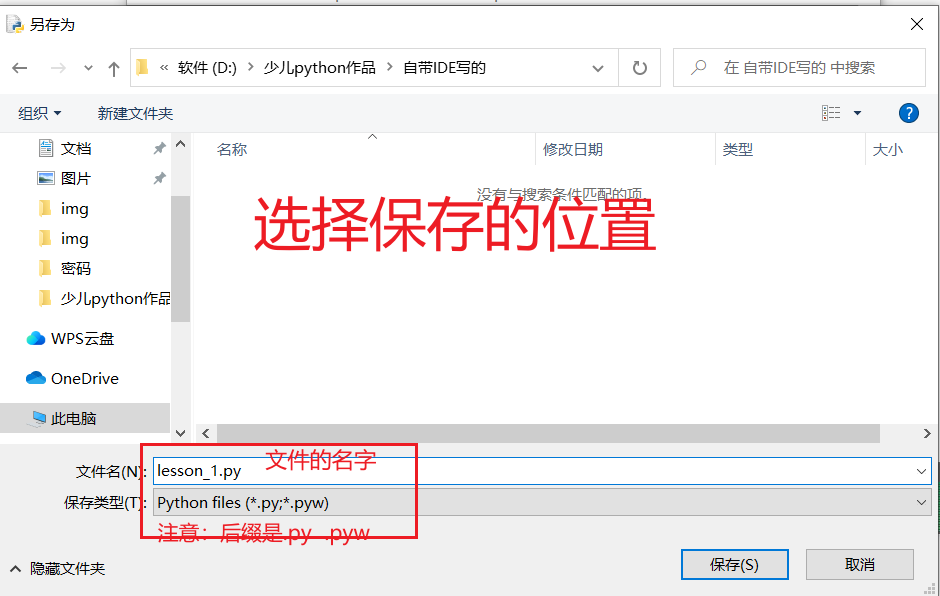 另存为
« 软件 (D:) > 少儿python作品 > 自带IDE写的
在 自带IDE写的 中搜索
组织 新建文件夹
?
名称 修改日期 类型 大小
没有与搜索条件匹配的项。
选择保存的位置
文档
图片
img
img
密码
少儿python作品
WPS云盘
OneDrive
此电脑
文件的名字
文件名(N): lesson_1.py
保存类型(T): Python files (*.py;*.pyw)
注意：后缀是.py .pyw
隐藏文件夹
保存(S) 取消